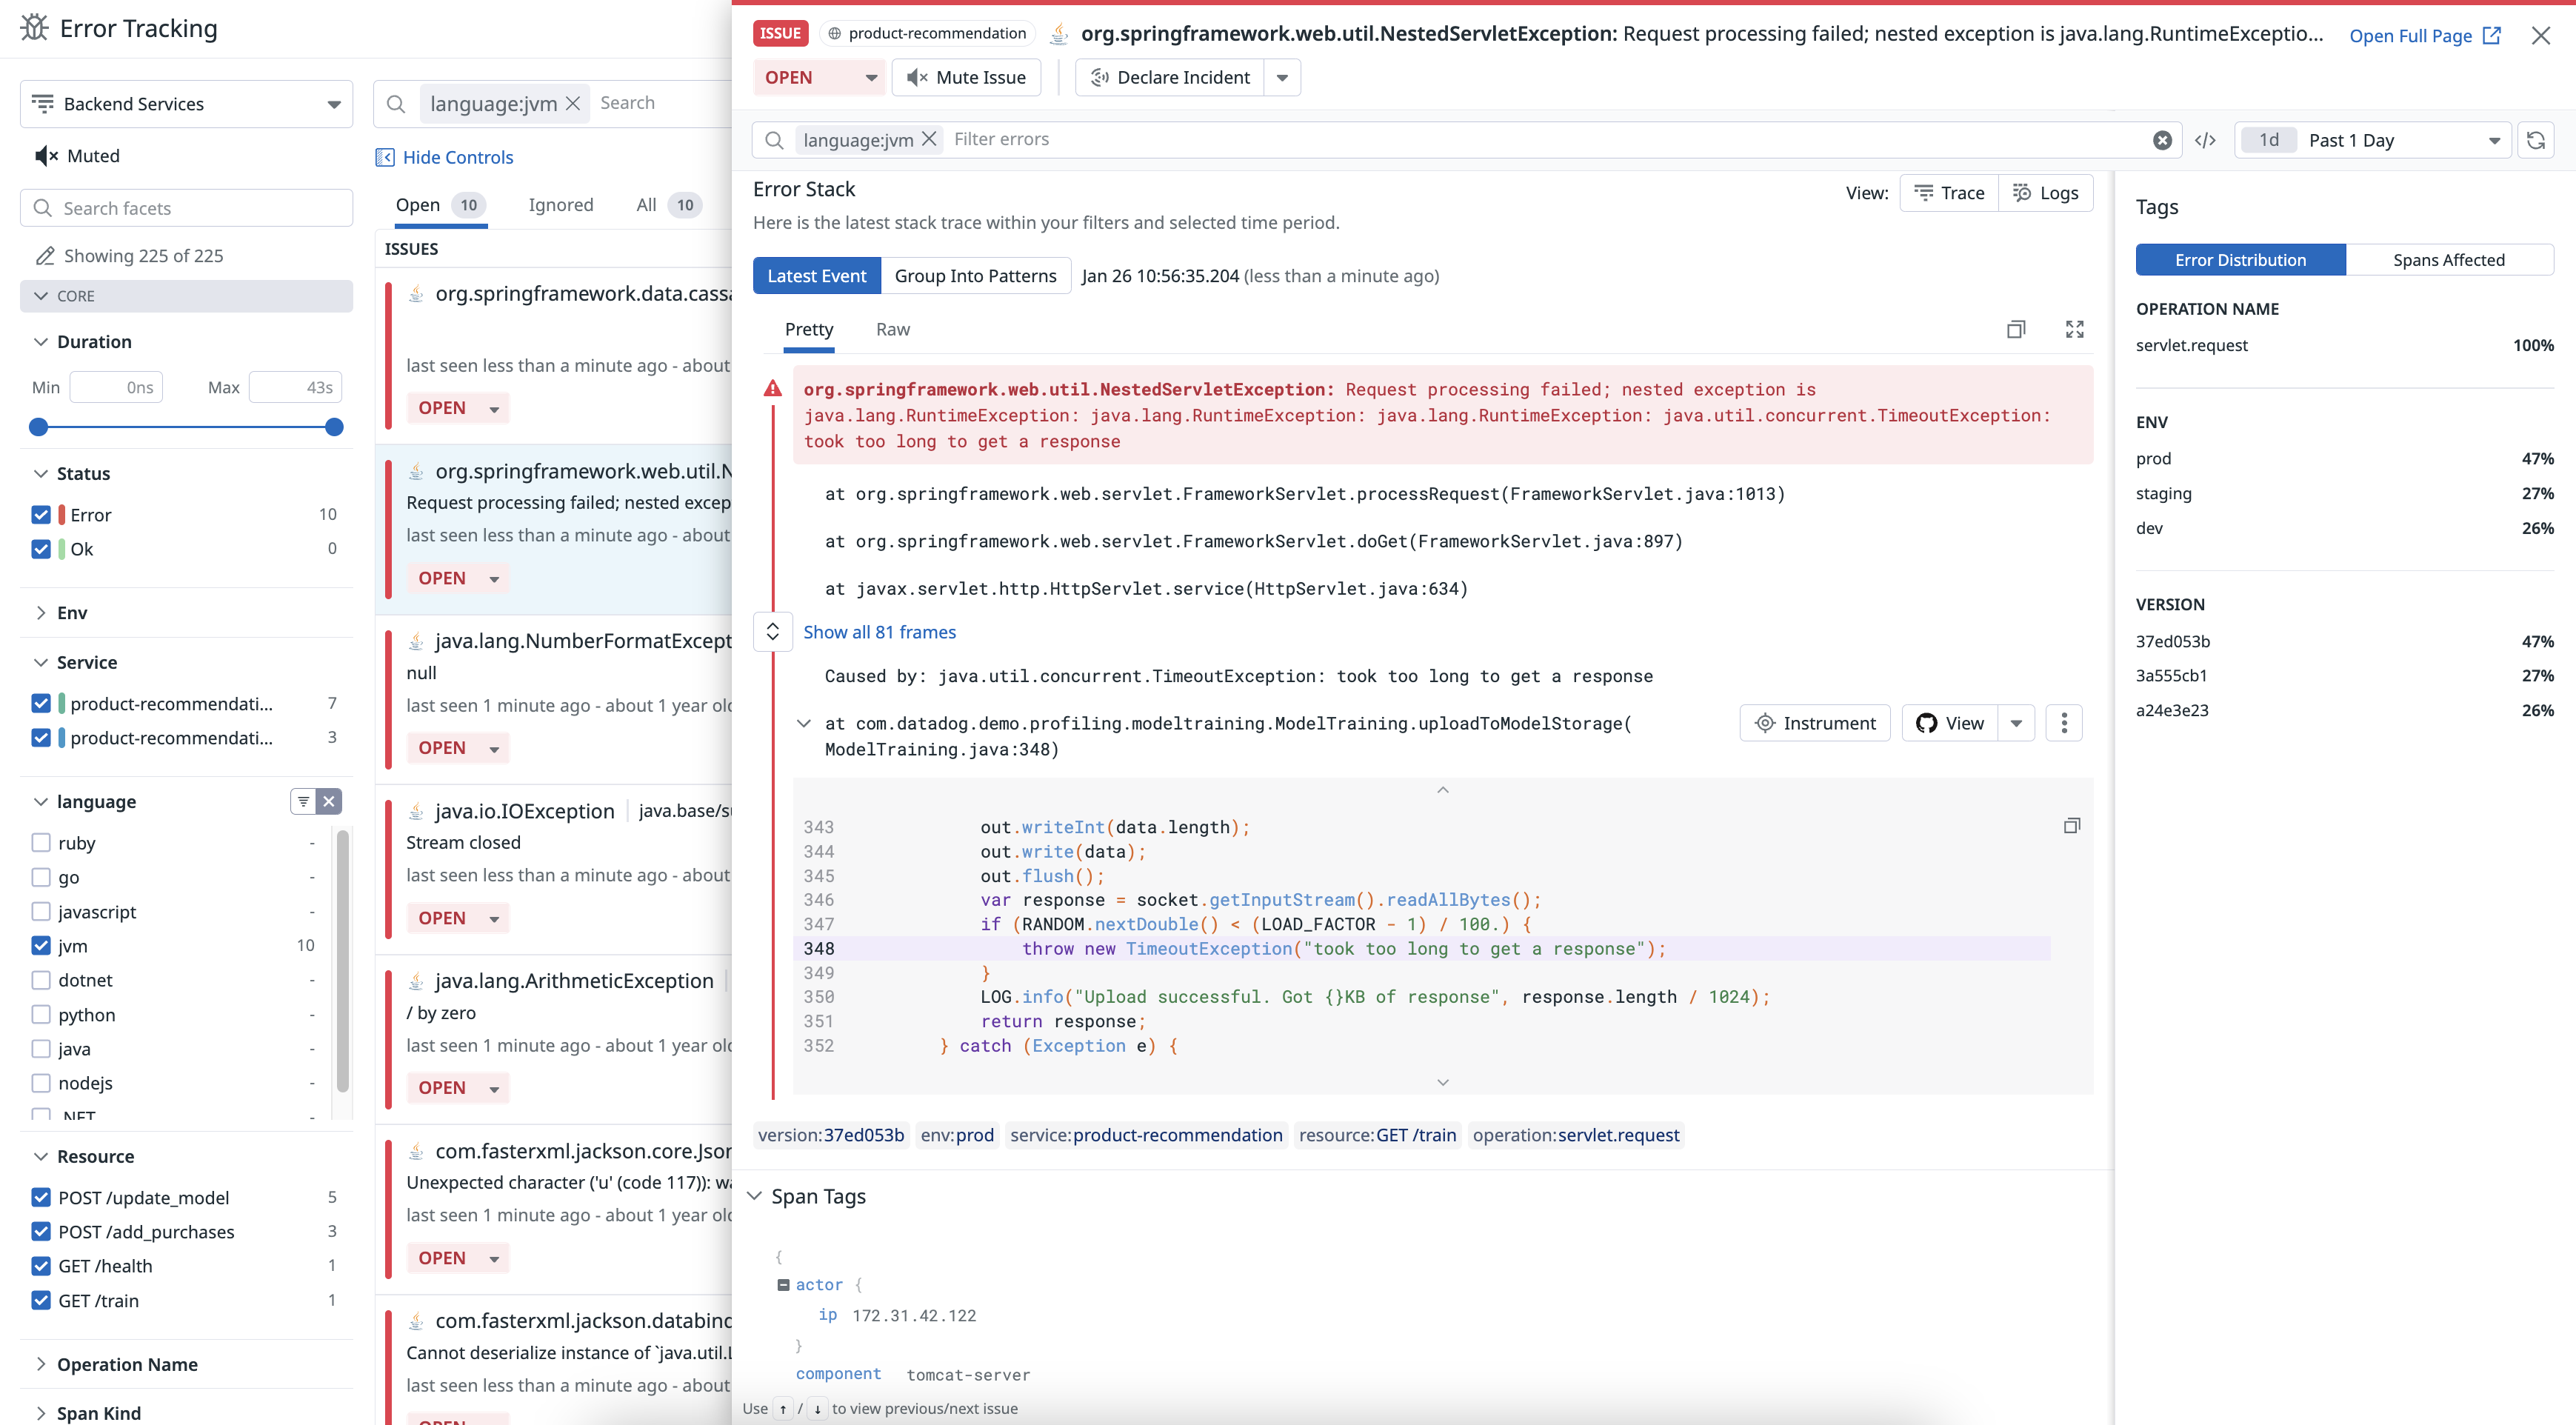 Error Tracking
Backend Services
Muted
Search facets
Showing 225 of 225
CORE
Duration
Min 0ns Max 43s
Status
Error 10
Ok 0
Env
Service
product-recommendati... 7
product-recommendati... 3
language
ruby -
go -
javascript -
jvm 10
dotnet -
python -
java -
nodejs -
.NET -
Resource
POST /update_model 5
POST /add_purchases 3
GET /health 1
GET /train 1
Operation Name
Span Kind
language:jvm Search
Hide Controls
Open 10 Ignored All 10
ISSUES
org.springframework.data.cassa
last seen less than a minute ago - about
OPEN
org.springframework.web.util.N
Request processing failed; nested excep
last seen less than a minute ago - about
OPEN
java.lang.NumberFormatExcept
null
last seen 1 minute ago - about 1 year old
OPEN
java.io.IOException java.base/su
Stream closed
last seen less than a minute ago - about
OPEN
java.lang.ArithmeticException
/ by zero
last seen 1 minute ago - about 1 year old
OPEN
com.fasterxml.jackson.core.Json
Unexpected character ('u' (code 117)): wa
last seen 1 minute ago - about 1 year old
OPEN
com.fasterxml.jackson.databind
Cannot deserialize instance of `java.util.L
last seen less than a minute ago - about
OPEN
ISSUE product-recommendation org.springframework.web.util.NestedServletException: Request processing failed; nested exception is java.lang.RuntimeExceptio... Open Full Page
OPEN Mute Issue Declare Incident
language:jvm Filter errors </> 1d Past 1 Day
Error Stack View: Trace Logs
Here is the latest stack trace within your filters and selected time period.
Latest Event Group Into Patterns Jan 26 10:56:35.204 (less than a minute ago)
Pretty Raw
org.springframework.web.util.NestedServletException: Request processing failed; nested exception is
java.lang.RuntimeException: java.lang.RuntimeException: java.lang.RuntimeException: java.util.concurrent.TimeoutException:
took too long to get a response
at org.springframework.web.servlet.FrameworkServlet.processRequest(FrameworkServlet.java:1013)
at org.springframework.web.servlet.FrameworkServlet.doGet(FrameworkServlet.java:897)
at javax.servlet.http.HttpServlet.service(HttpServlet.java:634)
Show all 81 frames
Caused by: java.util.concurrent.TimeoutException: took too long to get a response
at com.datadog.demo.profiling.modeltraining.ModelTraining.uploadToModelStorage(
ModelTraining.java:348)
Instrument View
343 out.writeInt(data.length);
344 out.write(data);
345 out.flush();
346 var response = socket.getInputStream().readAllBytes();
347 if (RANDOM.nextDouble() < (LOAD_FACTOR - 1) / 100.) {
348 throw new TimeoutException("took too long to get a response");
349 }
350 LOG.info("Upload successful. Got {}KB of response", response.length / 1024);
351 return response;
352 } catch (Exception e) {
version:37ed053b env:prod service:product-recommendation resource:GET /train operation:servlet.request
Span Tags
{
actor {
ip 172.31.42.122
}
component tomcat-server
Use ↑ / ↓ to view previous/next issue
Tags
Error Distribution Spans Affected
OPERATION NAME
servlet.request 100%
ENV
prod 47%
staging 27%
dev 26%
VERSION
37ed053b 47%
3a555cb1 27%
a24e3e23 26%